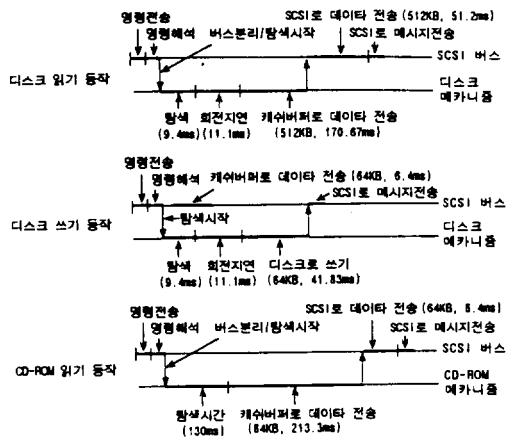 명령전송
명령해석 버스분리/탐색시작
SCSI로 데이타 전송 (512KB, 51.2ms)
SCSI로 메시지전송
SCSI 버스
디스크 읽기 동작
디스크
메카니즘
탐색
(9.4ms)
회전지연
(11.1ms)
캐쉬버퍼로 데이타 전송
(512KB, 170.67ms)
명령전송
명령해석 캐쉬버퍼로 데이타 전송 (64KB, 6.4ms)
SCSI로 메시지전송
SCSI 버스
탐색시작
디스크 쓰기 동작
디스크
메카니즘
탐색
(9.4ms)
회전지연
(11.1ms)
디스크로 쓰기
(64KB, 41.83ms)
명령전송
명령해석 버스분리/탐색시작
SCSI로 데이타 전송 (64KB, 6.4ms)
SCSI로 메시지전송
SCSI 버스
CD-ROM 읽기 동작
CD-ROM
메카니즘
탐색시간
(130ms)
캐쉬버퍼로 데이타 전송
(64KB, 213.3ms)